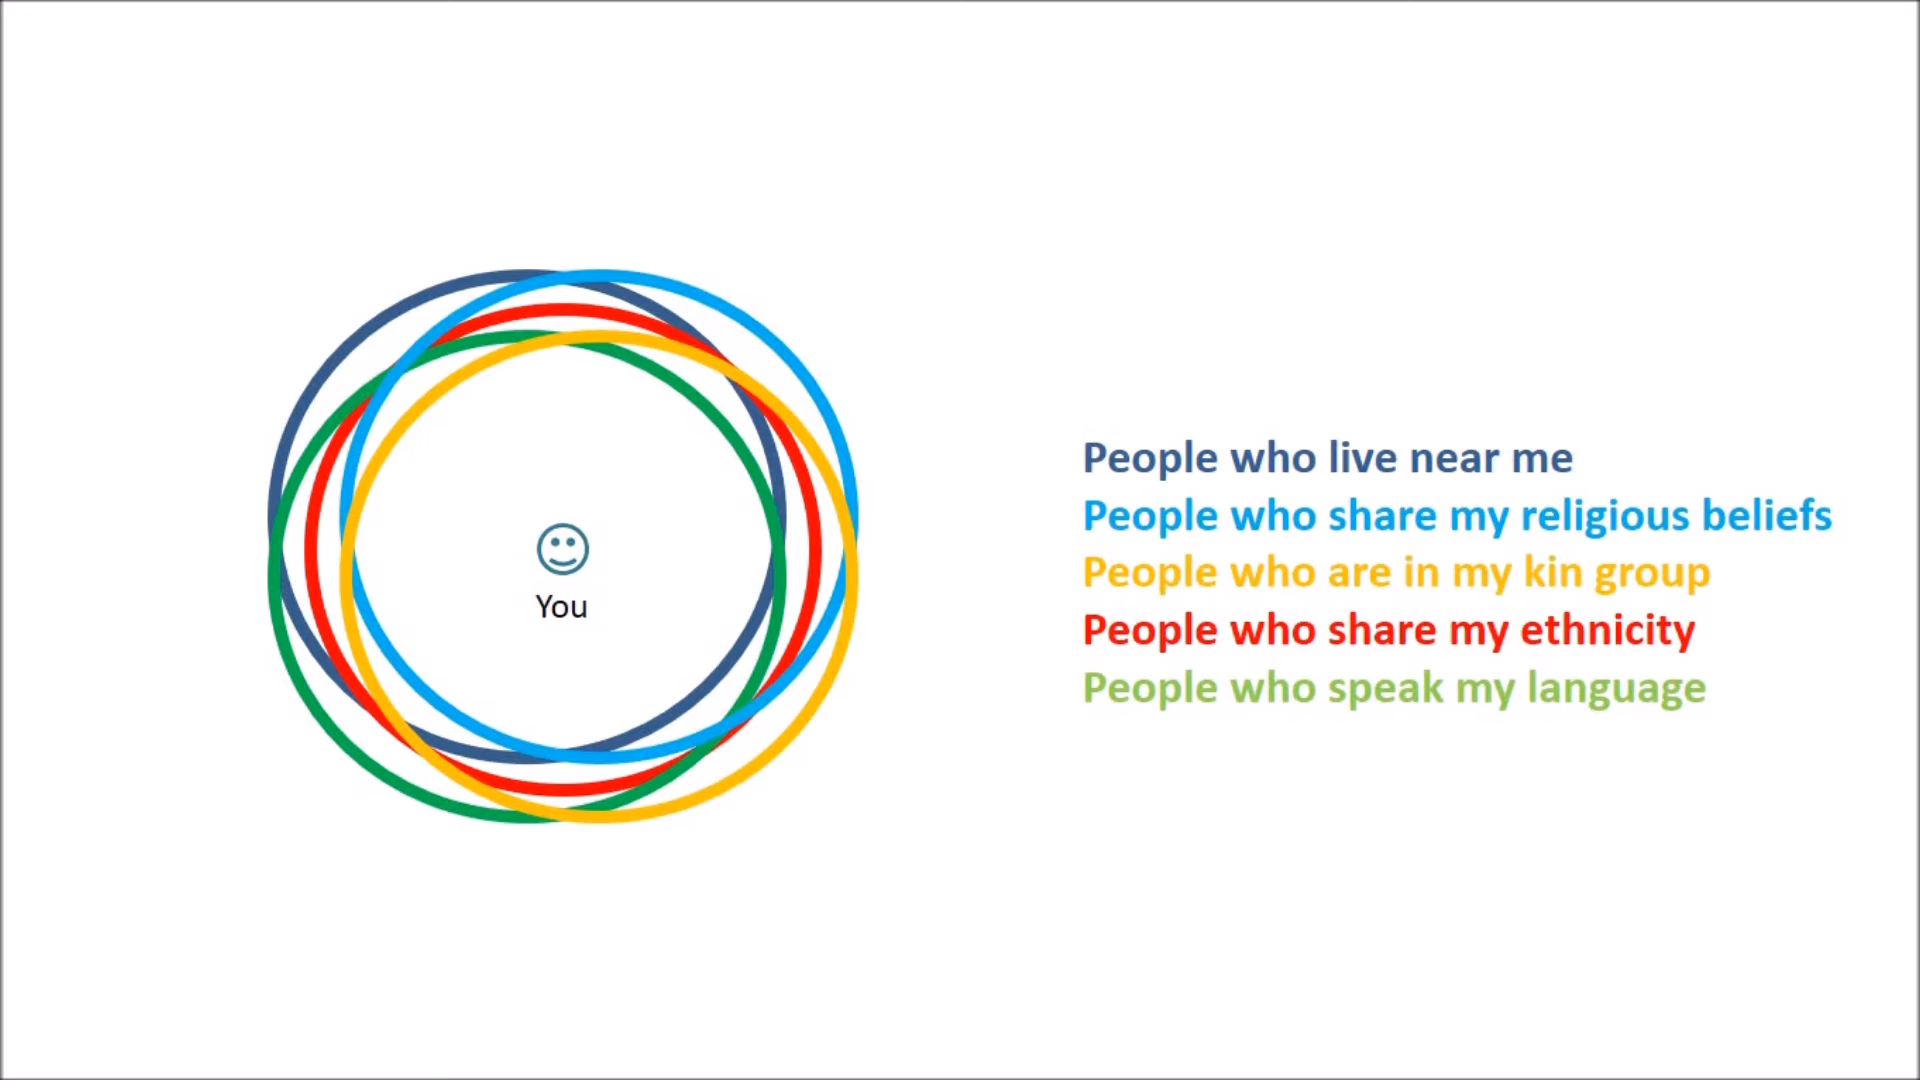 You
People who live near me
People who share my religious beliefs
People who are in my kin group
People who share my ethnicity
People who speak my language